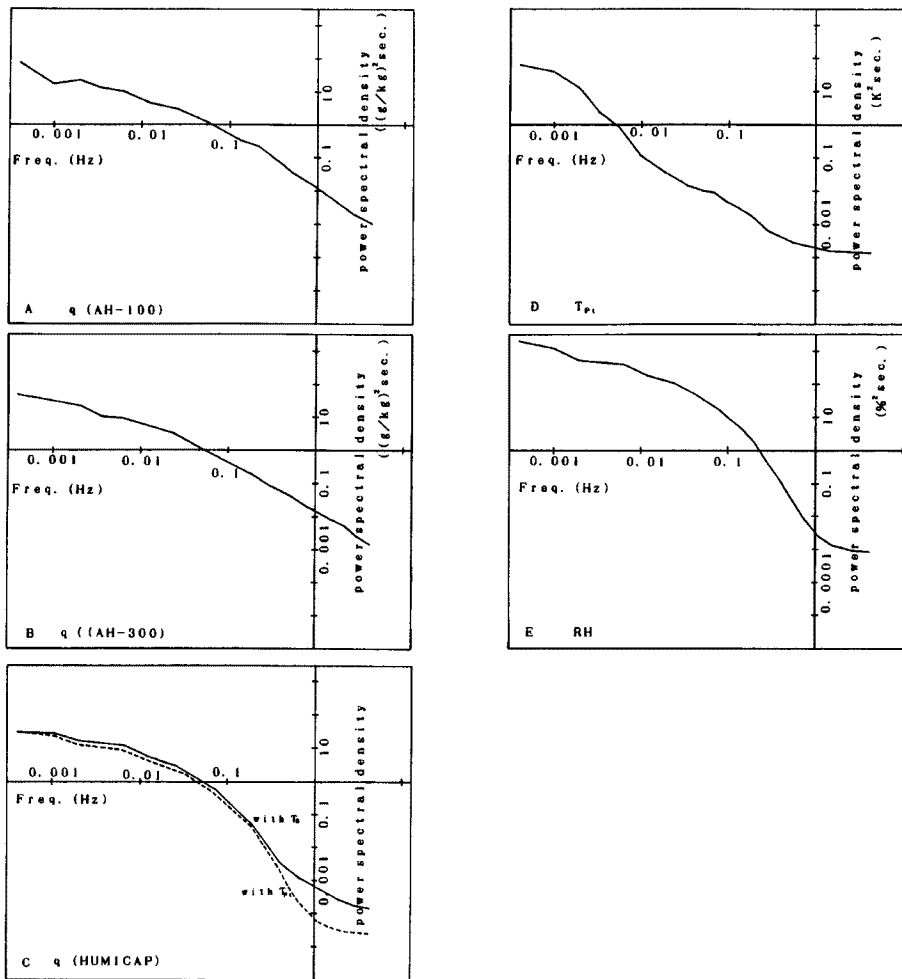 10
0.001 0.01 0.1
0.1
Freq. (Hz)
power spectral density
((g/kg)²sec.)
A q (AH-100)
10
0.001 0.01 0.1
0.1
0.001
Freq. (Hz)
power spectral density
((g/kg)²sec.)
B q ((AH-300)
10
0.001 0.01 0.1
0.1
0.001
Freq. (Hz)
power spectral density
with
with
C q (HUMICAP)
10
0.001 0.01 0.1
0.1
0.001
Freq. (Hz)
power spectral density
(K²sec.)
D
10
0.001 0.01 0.1
0.1
0.0001
Freq. (Hz)
power spectral density
(%²sec.)
E RH